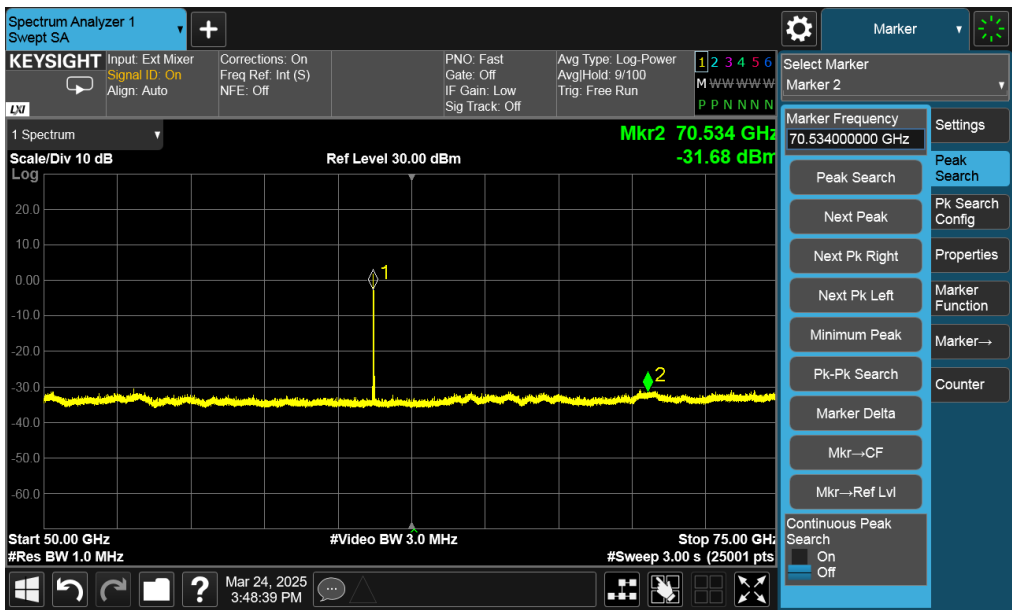 Spectrum Analyzer 1
Swept SA
+
Marker
KEYSIGHT
LXI
Input: Ext Mixer
Signal ID: On
Align: Auto
Corrections: On
Freq Ref: Int (S)
NFE: Off
PNO: Fast
Gate: Off
IF Gain: Low
Sig Track: Off
Avg Type: Log-Power
Avg|Hold: 9/100
Trig: Free Run
1 2 3 4 5 6
M W W W W W
P P N N N N
Select Marker
Marker 2
1 Spectrum
Scale/Div 10 dB
Log
Ref Level 30.00 dBm
Mkr2 70.534 GHz
-31.68 dBm
20.0
10.0
0.00
-10.0
-20.0
-30.0
-40.0
-50.0
-60.0
1
2
Start 50.00 GHz
#Res BW 1.0 MHz
#Video BW 3.0 MHz
Stop 75.00 GHz
#Sweep 3.00 s (25001 pts
Marker Frequency
70.534000000 GHz
Peak Search
Next Peak
Next Pk Right
Next Pk Left
Minimum Peak
Pk-Pk Search
Marker Delta
Mkr→CF
Mkr→Ref Lvl
Continuous Peak
Search
On
Off
Settings
Peak
Search
Pk Search
Config
Properties
Marker
Function
Marker→
Counter
?
Mar 24, 2025
3:48:39 PM